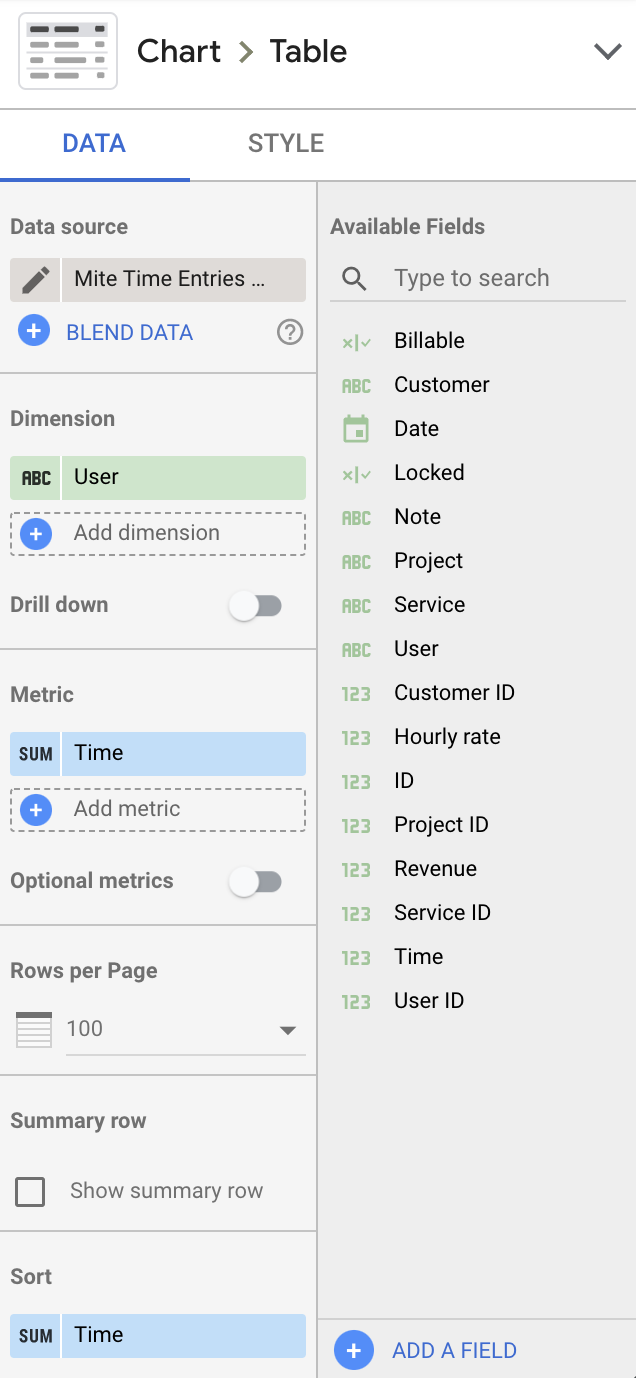 Chart > Table
DATA
STYLE
Data source
Mite Time Entries ...
BLEND DATA
Dimension
ABC User
Add dimension
Drill down
Metric
SUM Time
Add metric
Optional metrics
Rows per Page
100
Summary row
Show summary row
Sort
SUM Time
Available Fields
Type to search
Billable
ABC Customer
Date
Locked
ABC Note
ABC Project
ABC Service
ABC User
123 Customer ID
123 Hourly rate
123 ID
123 Project ID
123 Revenue
123 Service ID
123 Time
123 User ID
ADD A FIELD